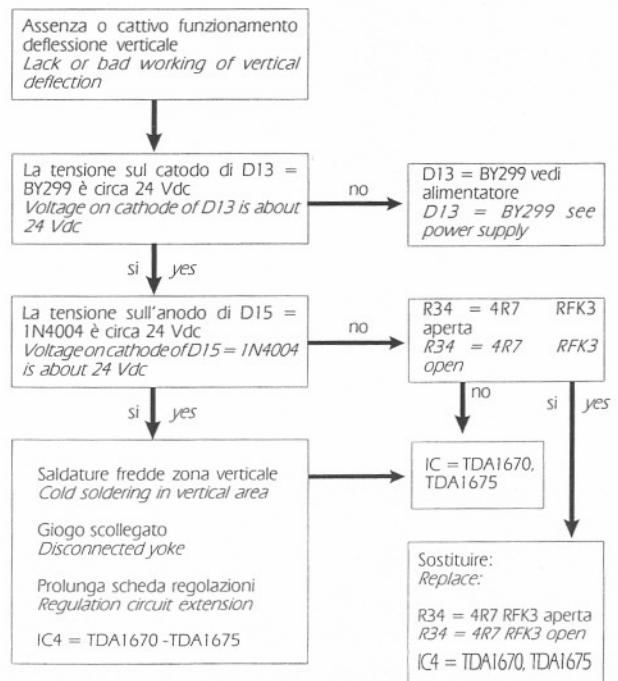 Assenza o cattivo funzionamento
deflessione verticale
Lack or bad working of vertical
deflection
La tensione sul catodo di D13 =
BY299 è circa 24 Vdc
Voltage on cathode of D13 is about
24 Vdc
no
D13 = BY299 vedi
alimentatore
D13 = BY299 see
power supply
si yes
La tensione sull'anodo di D15 =
1N4004 è circa 24 Vdc
Voltage on cathode of D15 = 1N4004
is about 24 Vdc
no
R34 = 4R7 RFK3
aperta
R34 = 4R7 RFK3
open
si yes
no
si yes
Saldature fredde zona verticale
Cold soldering in vertical area
Giogo scollegato
Disconnected yoke
Prolunga scheda regolazioni
Regulation circuit extension
IC4 = TDA1670 -TDA1675
IC = TDA1670,
TDA1675
Sostituire:
Replace:
R34 = 4R7 RFK3 aperta
R34 = 4R7 RFK3 open
IC4 = TDA1670, TDA1675